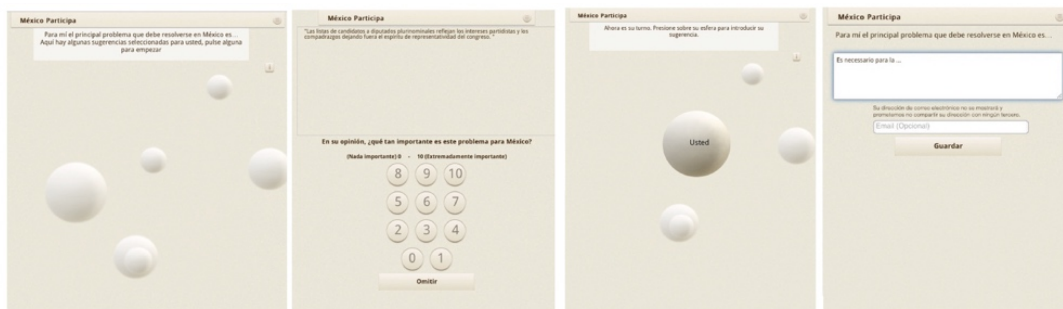 México Participa
Para mí el principal problema que debe resolverse en México es...
Aquí hay algunas sugerencias seleccionadas para usted, pulse alguna
para empezar
México Participa
"Las listas de candidatos a diputados plurinominales reflejan los intereses partidistas y los
compadrazgos dejando fuera el espíritu de representatividad del congreso. "
En su opinión, ¿qué tan importante es este problema para México?
(Nada importante) 0 - 10 (Extremadamente importante)
8 9 10
5 6 7
2 3 4
0 1
Omitir
México Participa
Ahora es su turno. Presione sobre su esfera para introducir su
sugerencia.
Usted
México Participa
Para mí el principal problema que debe resolverse en México es...
Es necessario para la ...
Su dirección de correo electrónico no se mostrará y
prometemos no compartir su dirección con ningún tercero.
Email (Opcional)
Guardar